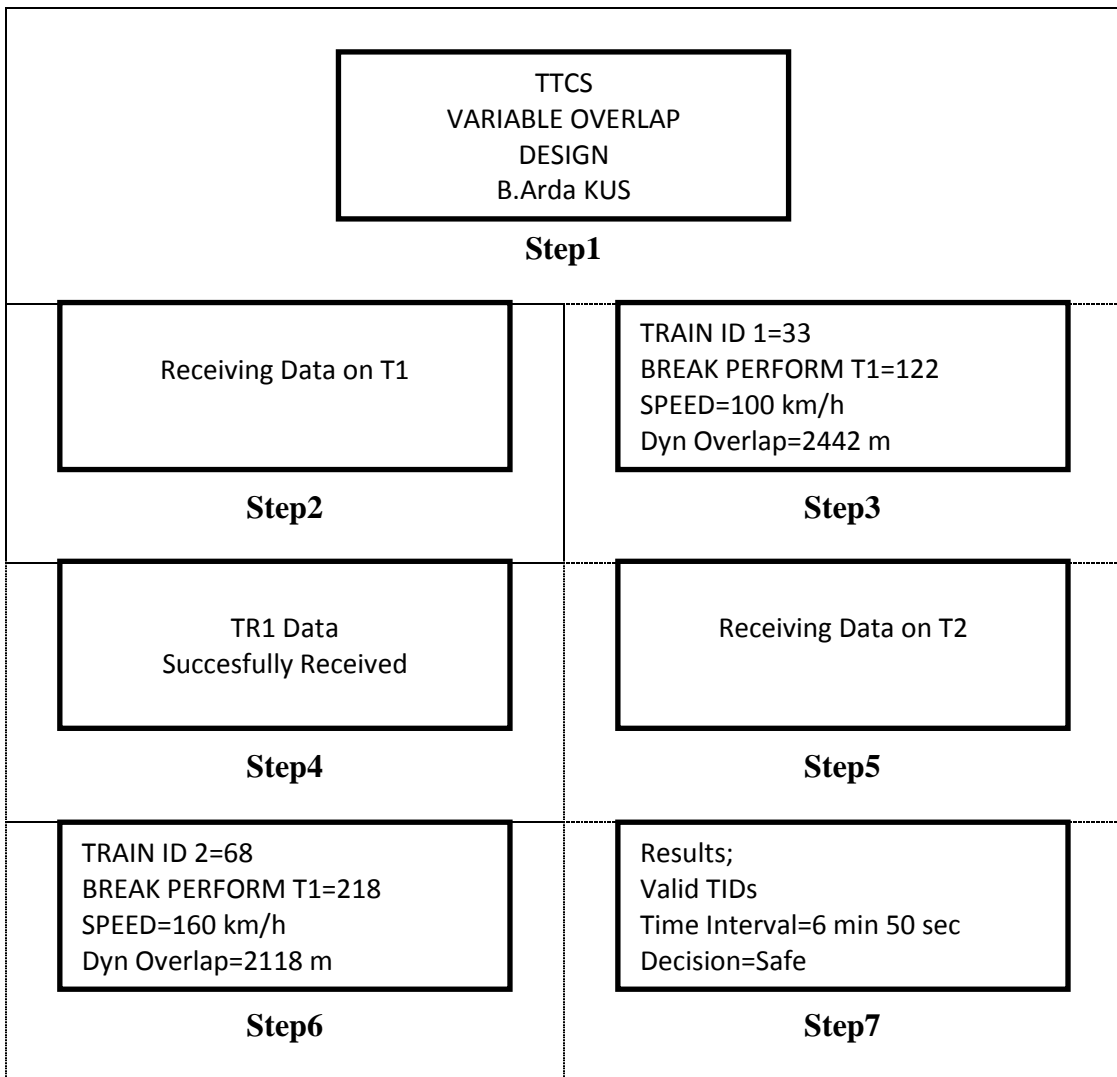 TTCS
VARIABLE OVERLAP
DESIGN
B.Arda KUS
Step1
Receiving Data on T1
Step2
TRAIN ID 1=33
BREAK PERFORM T1=122
SPEED=100 km/h
Dyn Overlap=2442 m
Step3
TR1 Data
Succesfully Received
Step4
Receiving Data on T2
Step5
TRAIN ID 2=68
BREAK PERFORM T1=218
SPEED=160 km/h
Dyn Overlap=2118 m
Step6
Results;
Valid TIDs
Time Interval=6 min 50 sec
Decision=Safe
Step7